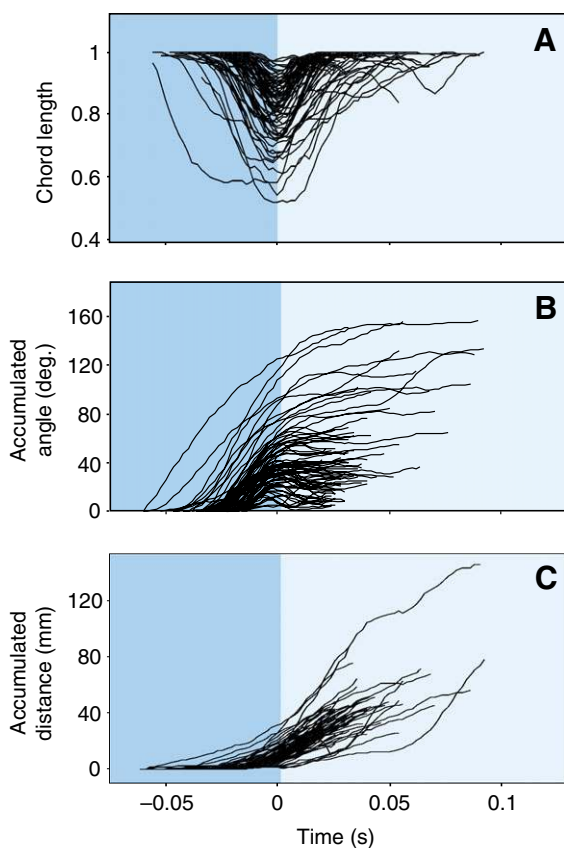 A
1
0.8
0.6
0.4
Chord length
B
160
120
80
40
0
Accumulated
angle (deg.)
C
120
80
40
0
Accumulated
distance (mm)
−0.05 0 0.05 0.1
Time (s)